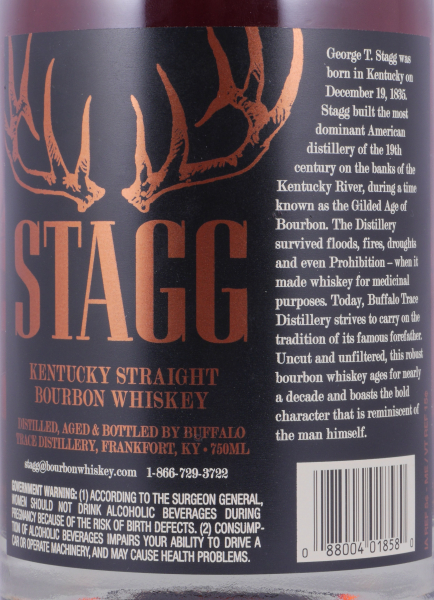 STAGG
KENTUCKY STRAIGHT
BOURBON WHISKEY
DISTILLED, AGED & BOTTLED BY BUFFALO
TRACE DISTILLERY, FRANKFORT, KY • 750ML
stagg@bourbonwhiskey.com 1-866-729-3722
GOVERNMENT WARNING: (1) ACCORDING TO THE SURGEON GENERAL,
WOMEN SHOULD NOT DRINK ALCOHOLIC BEVERAGES DURING
PREGNANCY BECAUSE OF THE RISK OF BIRTH DEFECTS. (2) CONSUMP-
TION OF ALCOHOLIC BEVERAGES IMPAIRS YOUR ABILITY TO DRIVE A
CAR OR OPERATE MACHINERY, AND MAY CAUSE HEALTH PROBLEMS.
George T. Stagg was
born in Kentucky on
December 19, 1835.
Stagg built the most
dominant American
distillery of the 19th
century on the banks of the
Kentucky River, during a time
known as the Gilded Age of
Bourbon. The Distillery
survived floods, fires, droughts
and even Prohibition – when it
made whiskey for medicinal
purposes. Today, Buffalo Trace
Distillery strives to carry on the
tradition of its famous forefather.
Uncut and unfiltered, this robust
bourbon whiskey ages for nearly
a decade and boasts the bold
character that is reminiscent of
the man himself.
0 88004 01858 0